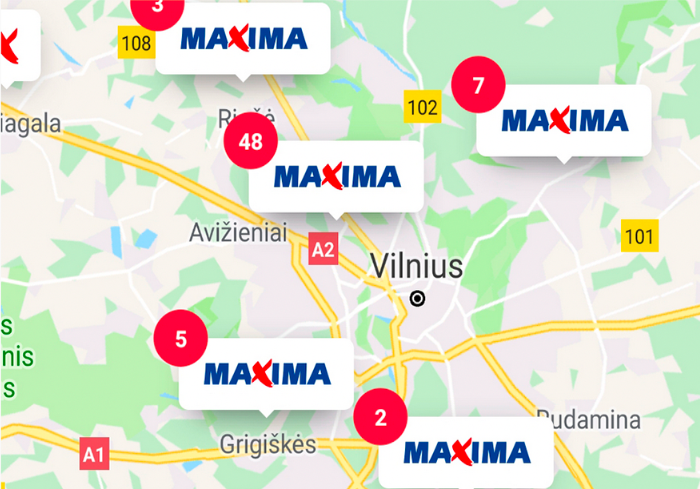 3
MAXIMA
108
7
102
MAXIMA
iagala
48
MAXIMA
Avižieniai
A2
101
Vilnius
s
nis
s
5
MAXIMA
2
Rudamina
Grigiškės
MAXIMA
A1